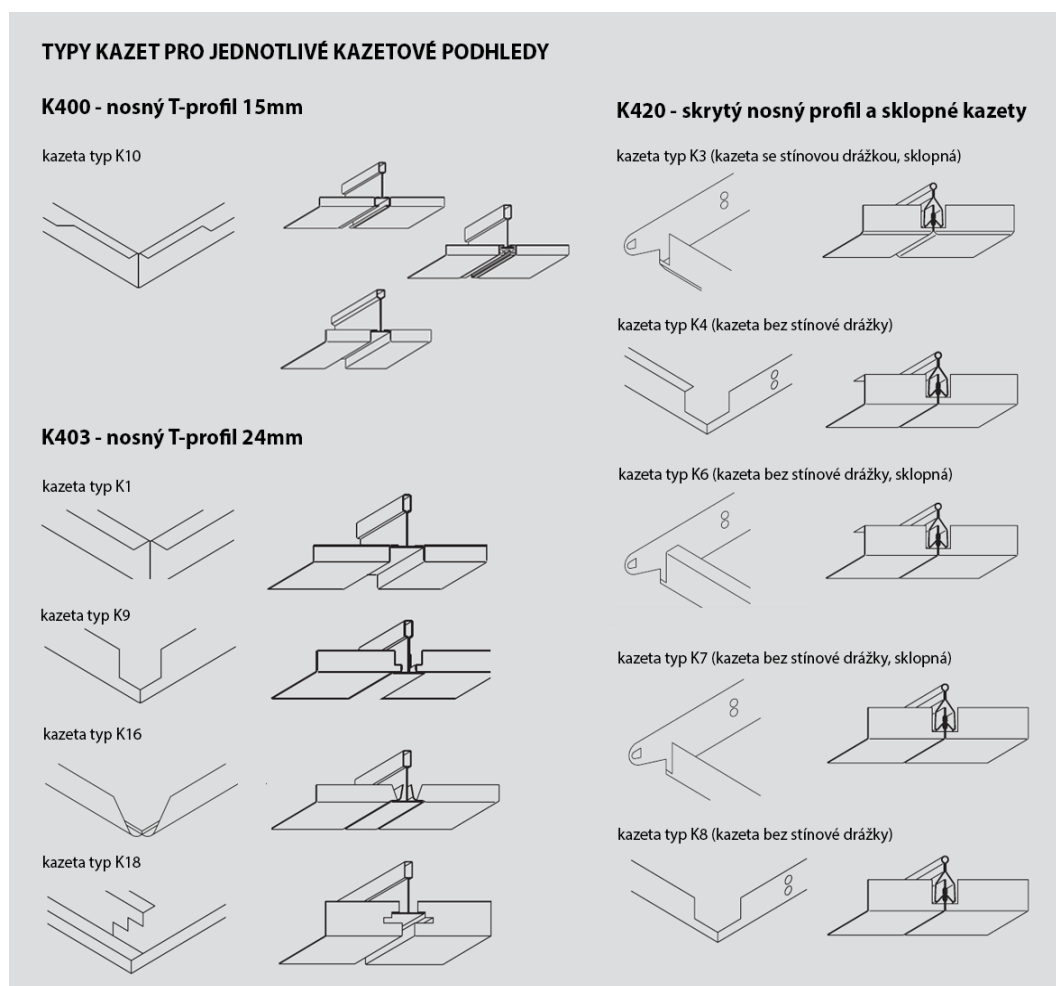 TYPY KAZET PRO JEDNOTLIVÉ KAZETOVÉ PODHLEDY
K400 - nosný T-profil 15mm
kazeta typ K10
K403 - nosný T-profil 24mm
kazeta typ K1
kazeta typ K9
kazeta typ K16
kazeta typ K18
K420 - skrytý nosný profil a sklopné kazety
kazeta typ K3 (kazeta se stínovou drážkou, sklopná)
kazeta typ K4 (kazeta bez stínové drážky)
kazeta typ K6 (kazeta bez stínové drážky, sklopná)
kazeta typ K7 (kazeta bez stínové drážky, sklopná)
kazeta typ K8 (kazeta bez stínové drážky)